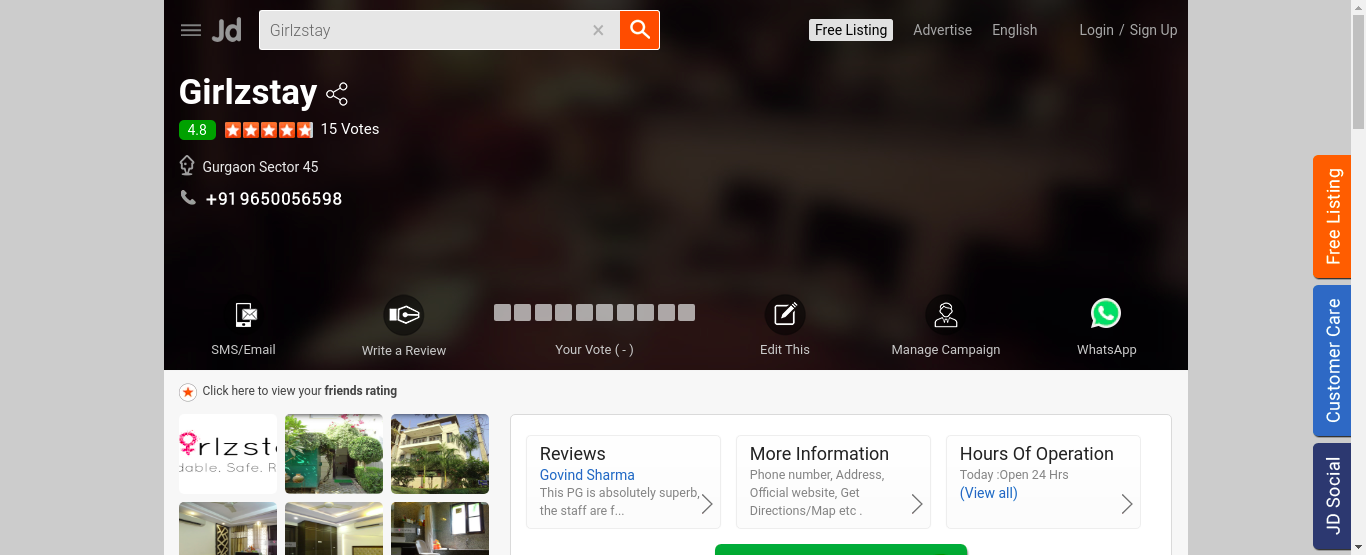 Jd
Girlzstay
Free Listing
Advertise
English
Login / Sign Up
Girlzstay
4.8
15 Votes
Gurgaon Sector 45
+91 9650056598
SMS/Email
Write a Review
Your Vote ( - )
Edit This
Manage Campaign
WhatsApp
Click here to view your friends rating
rlzst
dable. Safe. R
Reviews
Govind Sharma
This PG is absolutely superb,
the staff are f...
More Information
Phone number, Address,
Official website, Get
Directions/Map etc .
Hours Of Operation
Today :Open 24 Hrs
(View all)
Free Listing
Customer Care
JD Social